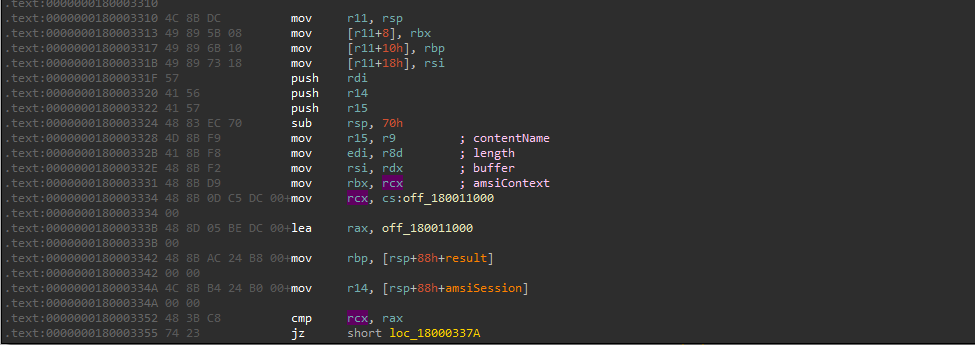 .text:0000000180003310
.text:0000000180003310 4C 8B DC mov r11, rsp
.text:0000000180003313 49 89 5B 08 mov [r11+8], rbx
.text:0000000180003317 49 89 6B 10 mov [r11+10h], rbp
.text:000000018000331B 49 89 73 18 mov [r11+18h], rsi
.text:000000018000331F 57 push rdi
.text:0000000180003320 41 56 push r14
.text:0000000180003322 41 57 push r15
.text:0000000180003324 48 83 EC 70 sub rsp, 70h
.text:0000000180003328 4D 8B F9 mov r15, r9 ; contentName
.text:000000018000332B 41 8B F8 mov edi, r8d ; length
.text:000000018000332E 48 8B F2 mov rsi, rdx ; buffer
.text:0000000180003331 48 8B D9 mov rbx, rcx ; amsiContext
.text:0000000180003334 48 8B 0D C5 DC 00+mov rcx, cs:off_180011000
.text:0000000180003334 00
.text:000000018000333B 48 8D 05 BE DC 00+lea rax, off_180011000
.text:000000018000333B 00
.text:0000000180003342 48 8B AC 24 B8 00+mov rbp, [rsp+88h+result]
.text:0000000180003342 00 00
.text:000000018000334A 4C 8B B4 24 B0 00+mov r14, [rsp+88h+amsiSession]
.text:000000018000334A 00 00
.text:0000000180003352 48 3B C8 cmp rcx, rax
.text:0000000180003355 74 23 jz short loc_18000337A